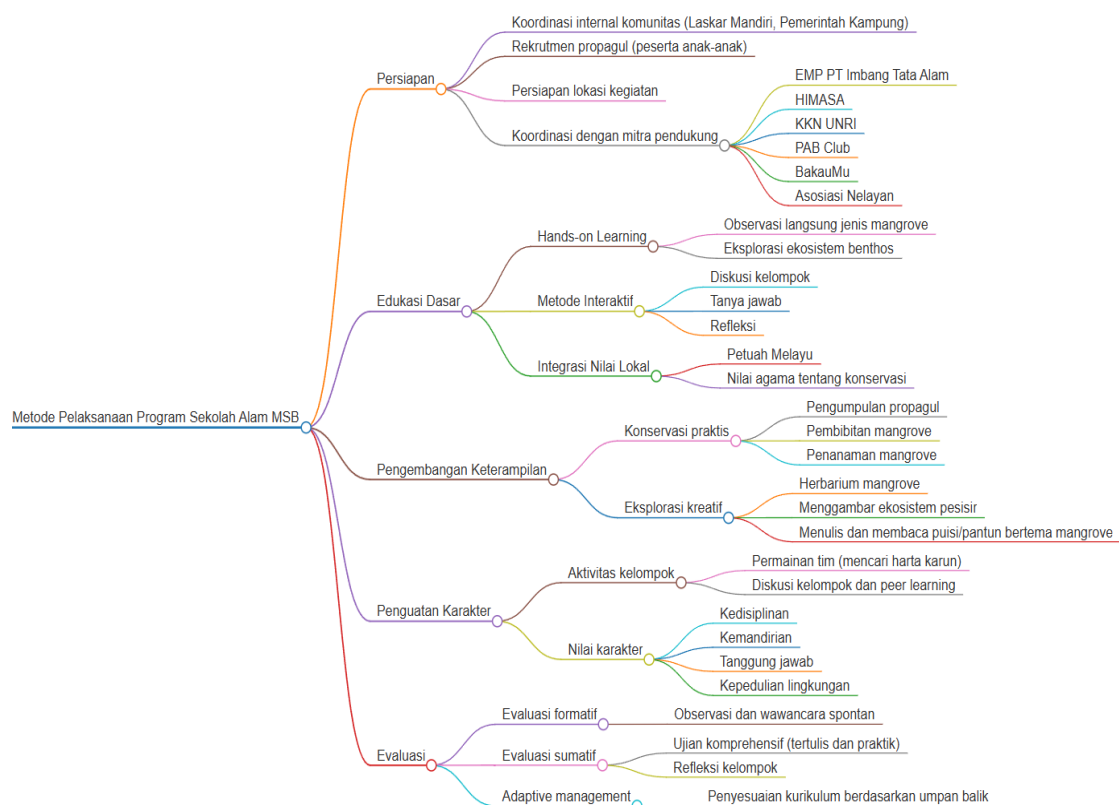 Metode Pelaksanaan Program Sekolah Alam MSB
Persiapan
Koordinasi internal komunitas (Laskar Mandiri, Pemerintah Kampung)
Rekrutmen propagul (peserta anak-anak)
Persiapan lokasi kegiatan
Koordinasi dengan mitra pendukung
EMP PT Imbang Tata Alam
HIMASA
KKN UNRI
PAB Club
BakauMu
Asosiasi Nelayan
Edukasi Dasar
Hands-on Learning
Observasi langsung jenis mangrove
Eksplorasi ekosistem benthos
Metode Interaktif
Diskusi kelompok
Tanya jawab
Refleksi
Integrasi Nilai Lokal
Petuah Melayu
Nilai agama tentang konservasi
Pengembangan Keterampilan
Konservasi praktis
Pengumpulan propagul
Pembibitan mangrove
Penanaman mangrove
Eksplorasi kreatif
Herbarium mangrove
Menggambar ekosistem pesisir
Menulis dan membaca puisi/pantun bertema mangrove
Penguatan Karakter
Aktivitas kelompok
Permainan tim (mencari harta karun)
Diskusi kelompok dan peer learning
Nilai karakter
Kedisiplinan
Kemandirian
Tanggung jawab
Kepedulian lingkungan
Evaluasi
Evaluasi formatif
Observasi dan wawancara spontan
Evaluasi sumatif
Ujian komprehensif (tertulis dan praktik)
Refleksi kelompok
Adaptive management
Penyesuaian kurikulum berdasarkan umpan balik